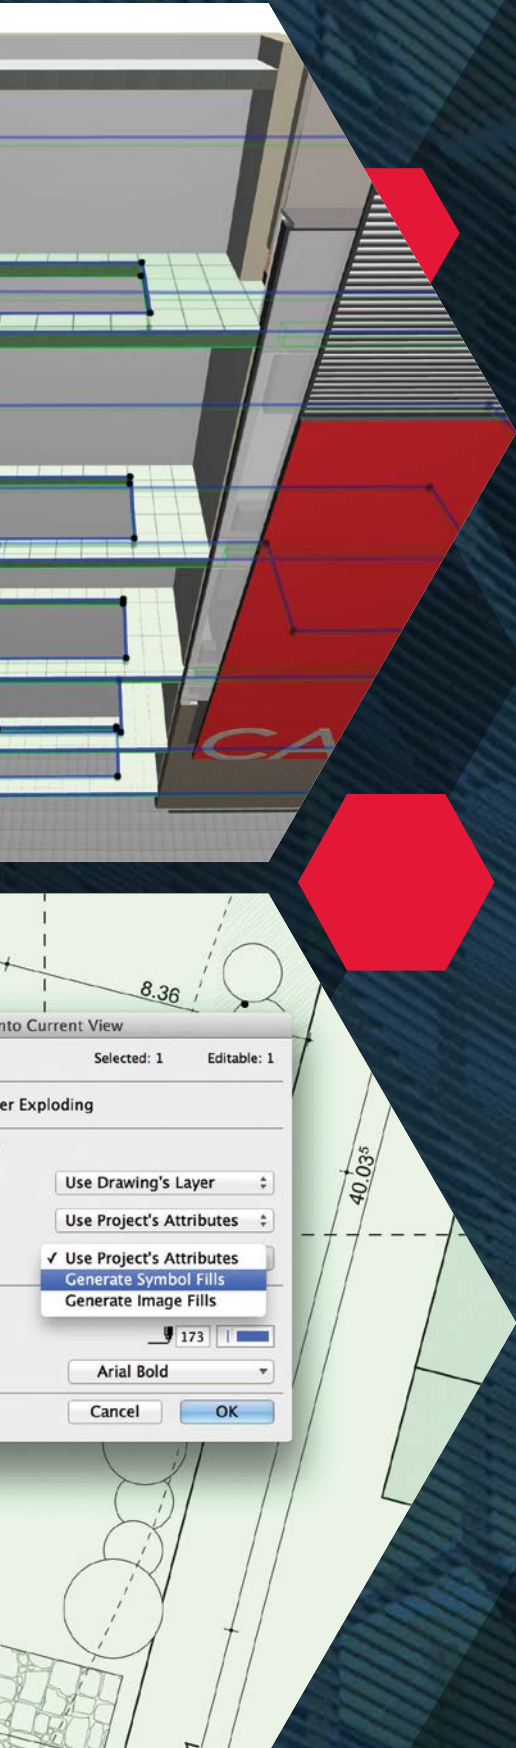 CA
8.36
nto Current View
Selected: 1 Editable: 1
er Exploding
Use Drawing's Layer
Use Project's Attributes
✓ Use Project's Attributes
Generate Symbol Fills
Generate Image Fills
173
Arial Bold
Cancel OK
40.03⁵